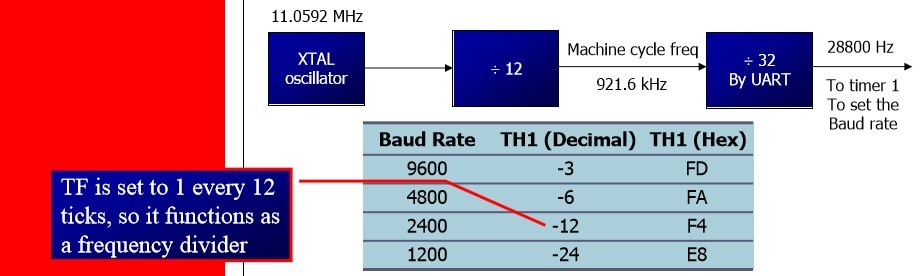 11.0592 MHz
XTAL
oscillator
÷ 12
Machine cycle freq
921.6 kHz
÷ 32
By UART
28800 Hz
To timer 1
To set the
Baud rate
Baud Rate TH1 (Decimal) TH1 (Hex)
9600 -3 FD
4800 -6 FA
2400 -12 F4
1200 -24 E8
TF is set to 1 every 12
ticks, so it functions as
a frequency divider